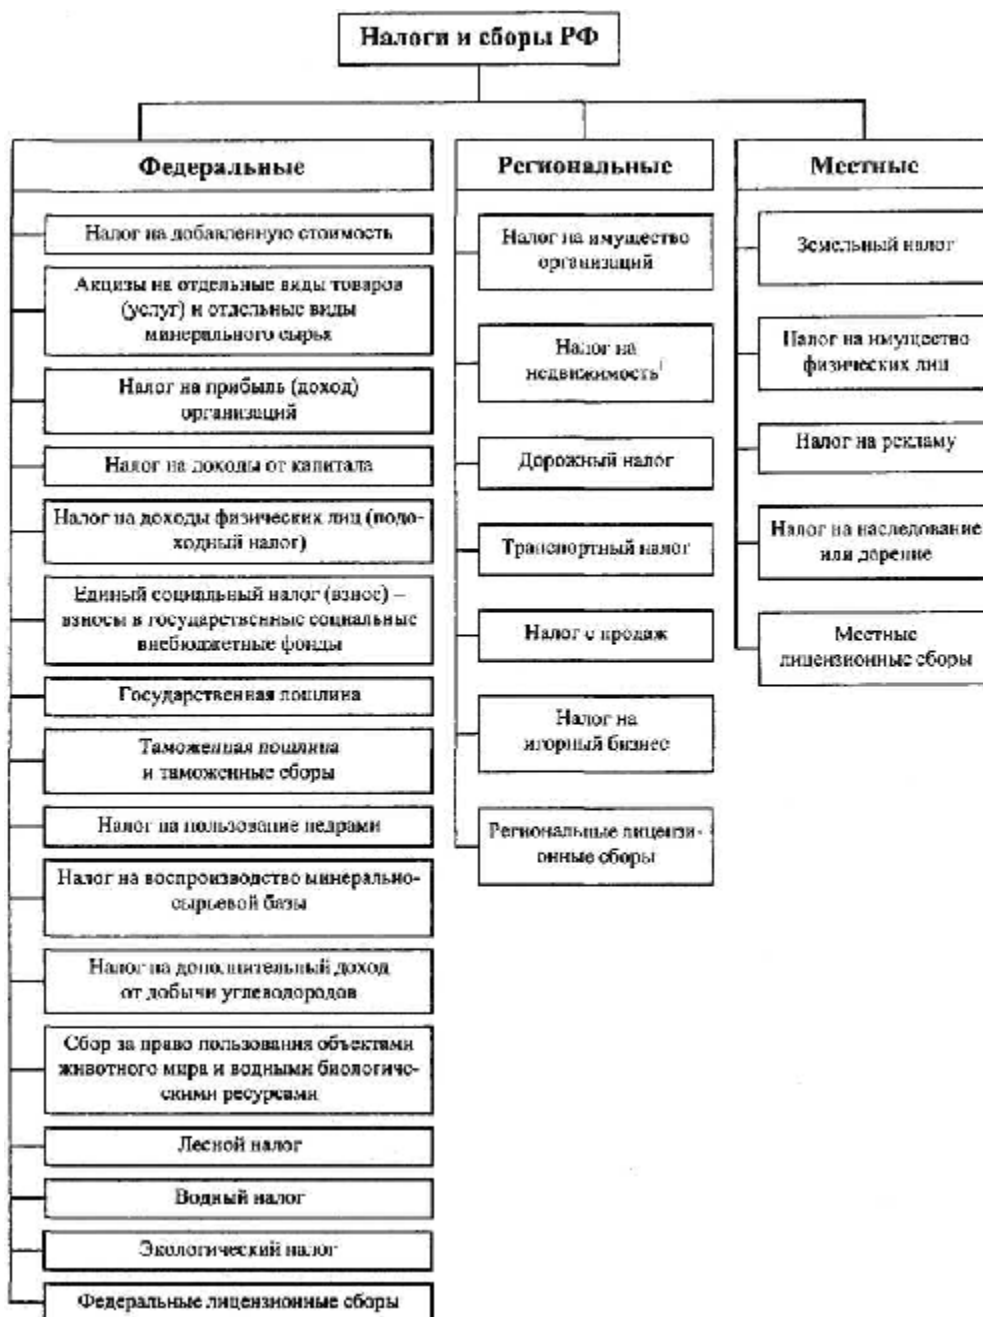 Налоги и сборы РФ
Федеральные
Налог на добавленную стоимость
Акцизы на отдельные виды товаров
(услуг) и отдельные виды
минерального сырья
Налог на прибыль (доход)
организаций
Налог на доходы от капитала
Налог на доходы физических лиц (подо-
ходный налог)
Единый социальный налог (взнос) –
взносы в государственные социальные
внебюджетные фонды
Государственная пошлина
Таможенная пошлина
и таможенные сборы
Налог на пользование недрами
Налог на воспроизводство минерально-
сырьевой базы
Налог на дополнительный доход
от добычи углеводородов
Сбор за право пользования объектами
животного мира и водными биологиче-
скими ресурсами
Лесной налог
Водный налог
Экологический налог
Федеральные лицензионные сборы
Региональные
Налог на имущество
организаций
Налог на
недвижимость¹
Дорожный налог
Транспортный налог
Налог с продаж
Налог на
игорный бизнес
Региональные лицензи-
онные сборы
Местные
Земельный налог
Налог на имущество
физических лиц
Налог на рекламу
Налог на наследование
или дарение
Местные
лицензионные сборы